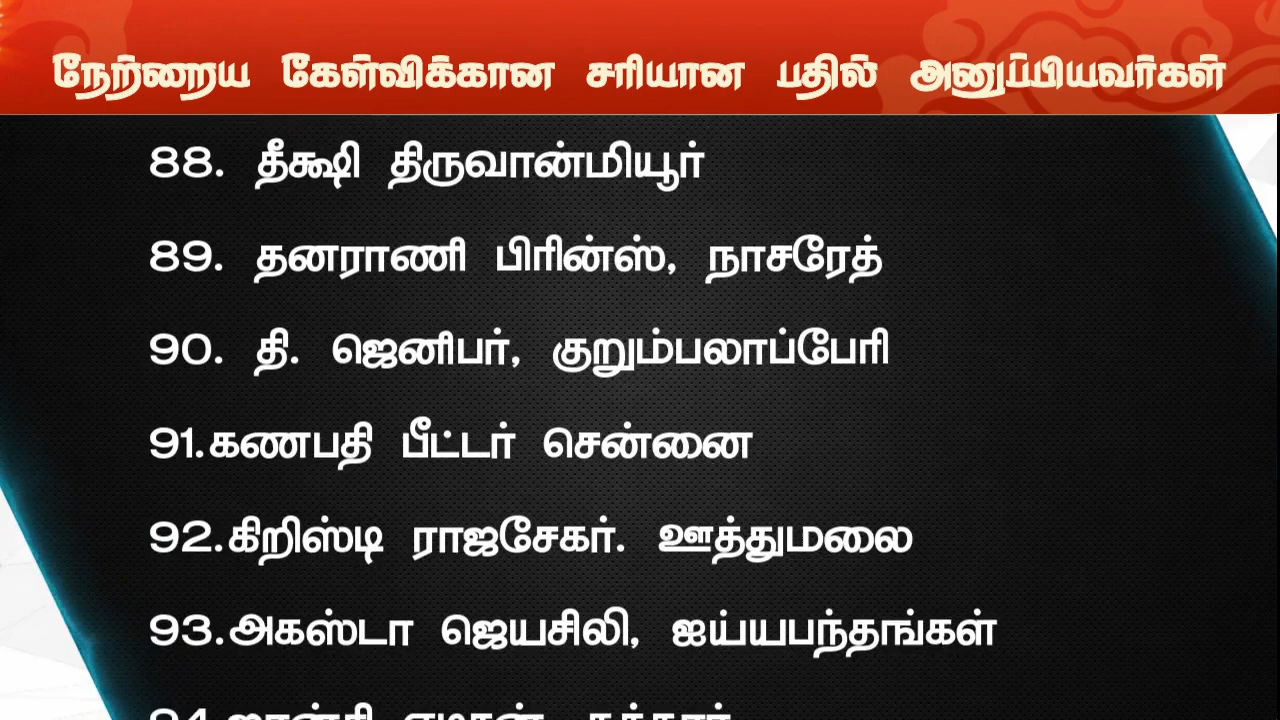 நேற்றைய கேள்விக்கான சரியான பதில் அனுப்பியவர்கள்
88. தீக்ஷி திருவான்மியூர்
89. தனராணி பிரின்ஸ், நாசரேத்
90. தி. ஜெனிபர், குறும்பலாப்பேரி
91.கணபதி பீட்டர் சென்னை
92.கிறிஸ்டி ராஜசேகர். ஊத்துமலை
93.அகஸ்டா ஜெயசிலி, ஐய்யபந்தங்கள்